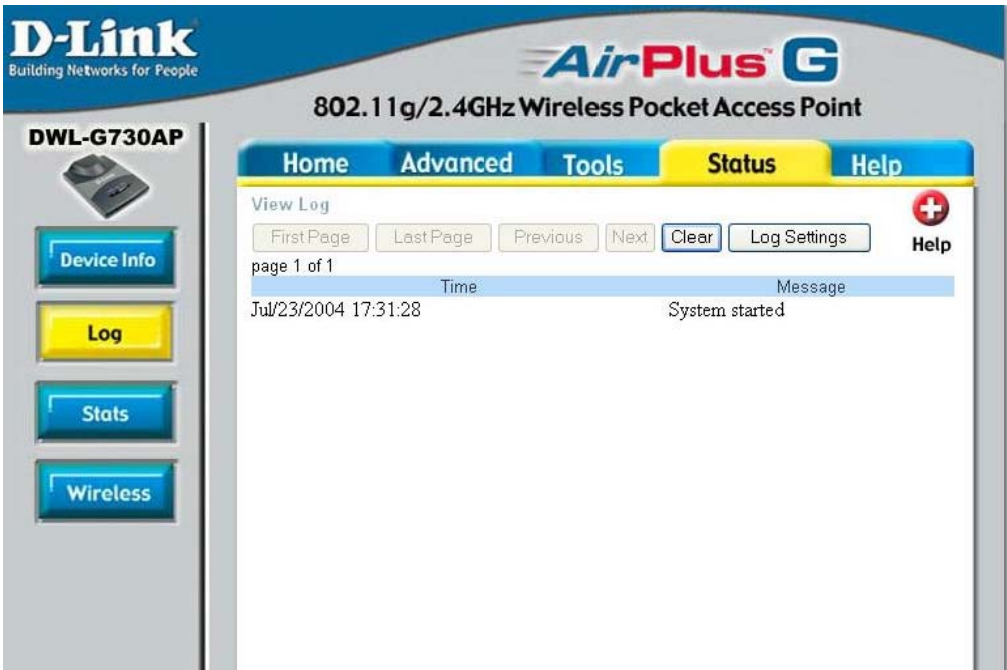 D-Link
Building Networks for People
AirPlus™ G
802.11g/2.4GHz Wireless Pocket Access Point
DWL-G730AP
Home Advanced Tools Status Help
Device Info
Log
Stats
Wireless
View Log
First Page Last Page Previous Next Clear Log Settings
Help
page 1 of 1
Time Message
Jul/23/2004 17:31:28 System started